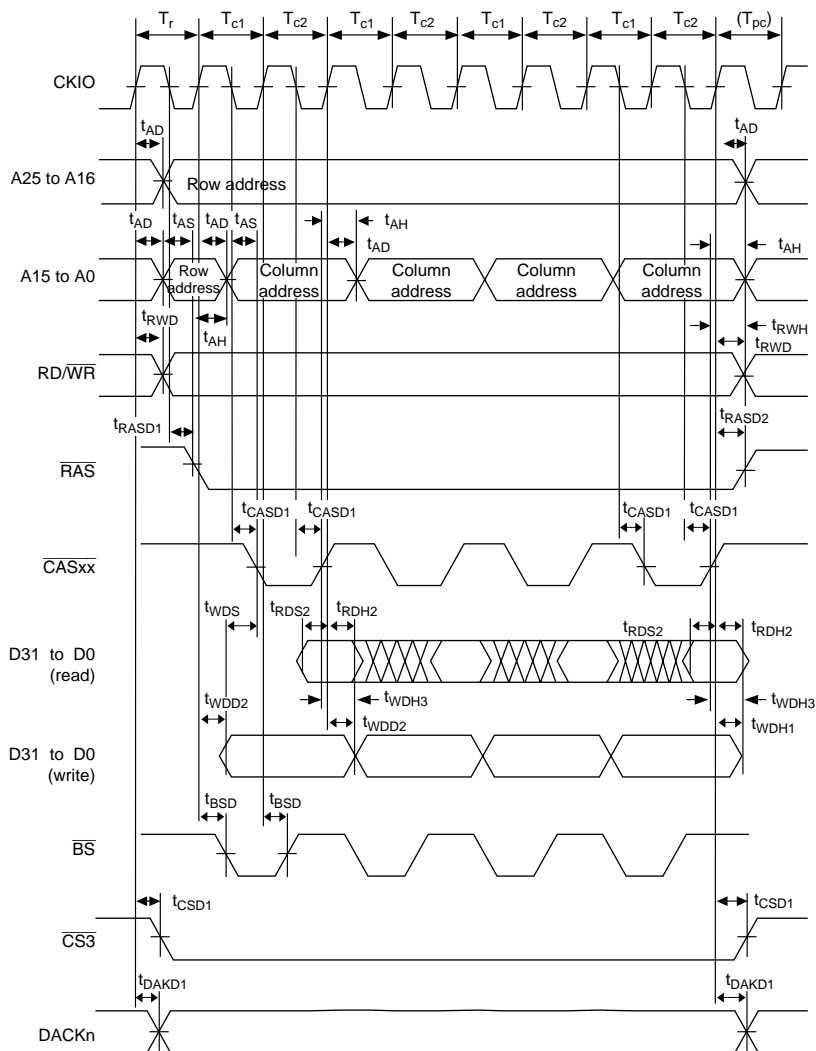 Tr Tc1 Tc2 Tc1 Tc2 Tc1 Tc2 Tc1 Tc2 (Tpc)
CKIO
tAD tAD
A25 to A16 Row address
tAD tAS tAD tAS tAH tAD tAH
A15 to A0 Row address Column address Column address Column address Column address
tRWD tAH tRWH tRWD
RD/WR
tRASD1 tRASD2
RAS
tCASD1 tCASD1 tCASD1 tCASD1
CASxx
tWDS tRDS2 tRDH2 tRDS2 tRDH2
D31 to D0
(read)
tWDD2 tWDH3 tWDD2 tWDH3 tWDH1
D31 to D0
(write)
tBSD tBSD
BS
tCSD1 tCSD1
CS3
tDAKD1 tDAKD1
DACKn